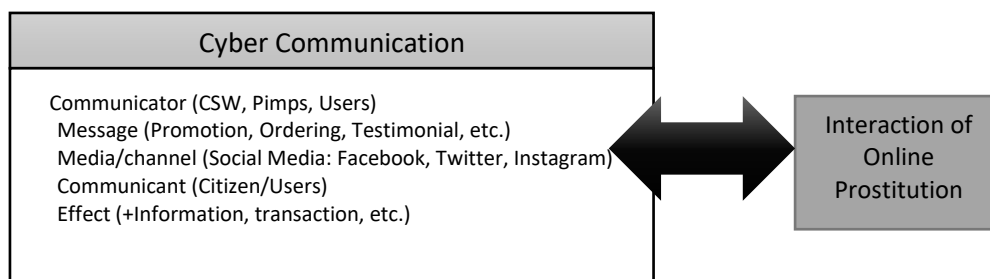 Cyber Communication
Communicator (CSW, Pimps, Users)
Message (Promotion, Ordering, Testimonial, etc.)
Media/channel (Social Media: Facebook, Twitter, Instagram)
Communicant (Citizen/Users)
Effect (+Information, transaction, etc.)
Interaction of
Online
Prostitution